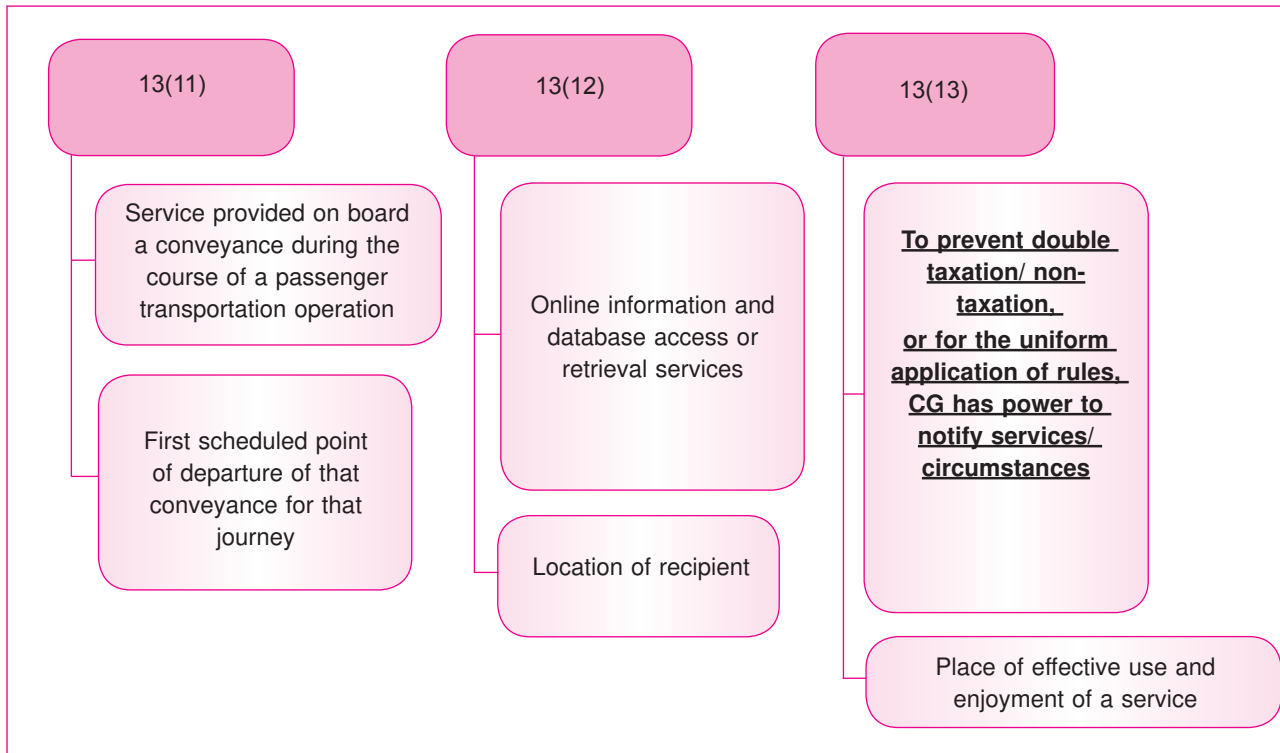 13(11)
Service provided on board
a conveyance during the
course of a passenger
transportation operation
First scheduled point
of departure of that
conveyance for that
journey
13(12)
Online information and
database access or
retrieval services
Location of recipient
13(13)
To prevent double
taxation/ non-
taxation,
or for the uniform
application of rules,
CG has power to
notify services/
circumstances
Place of effective use and
enjoyment of a service